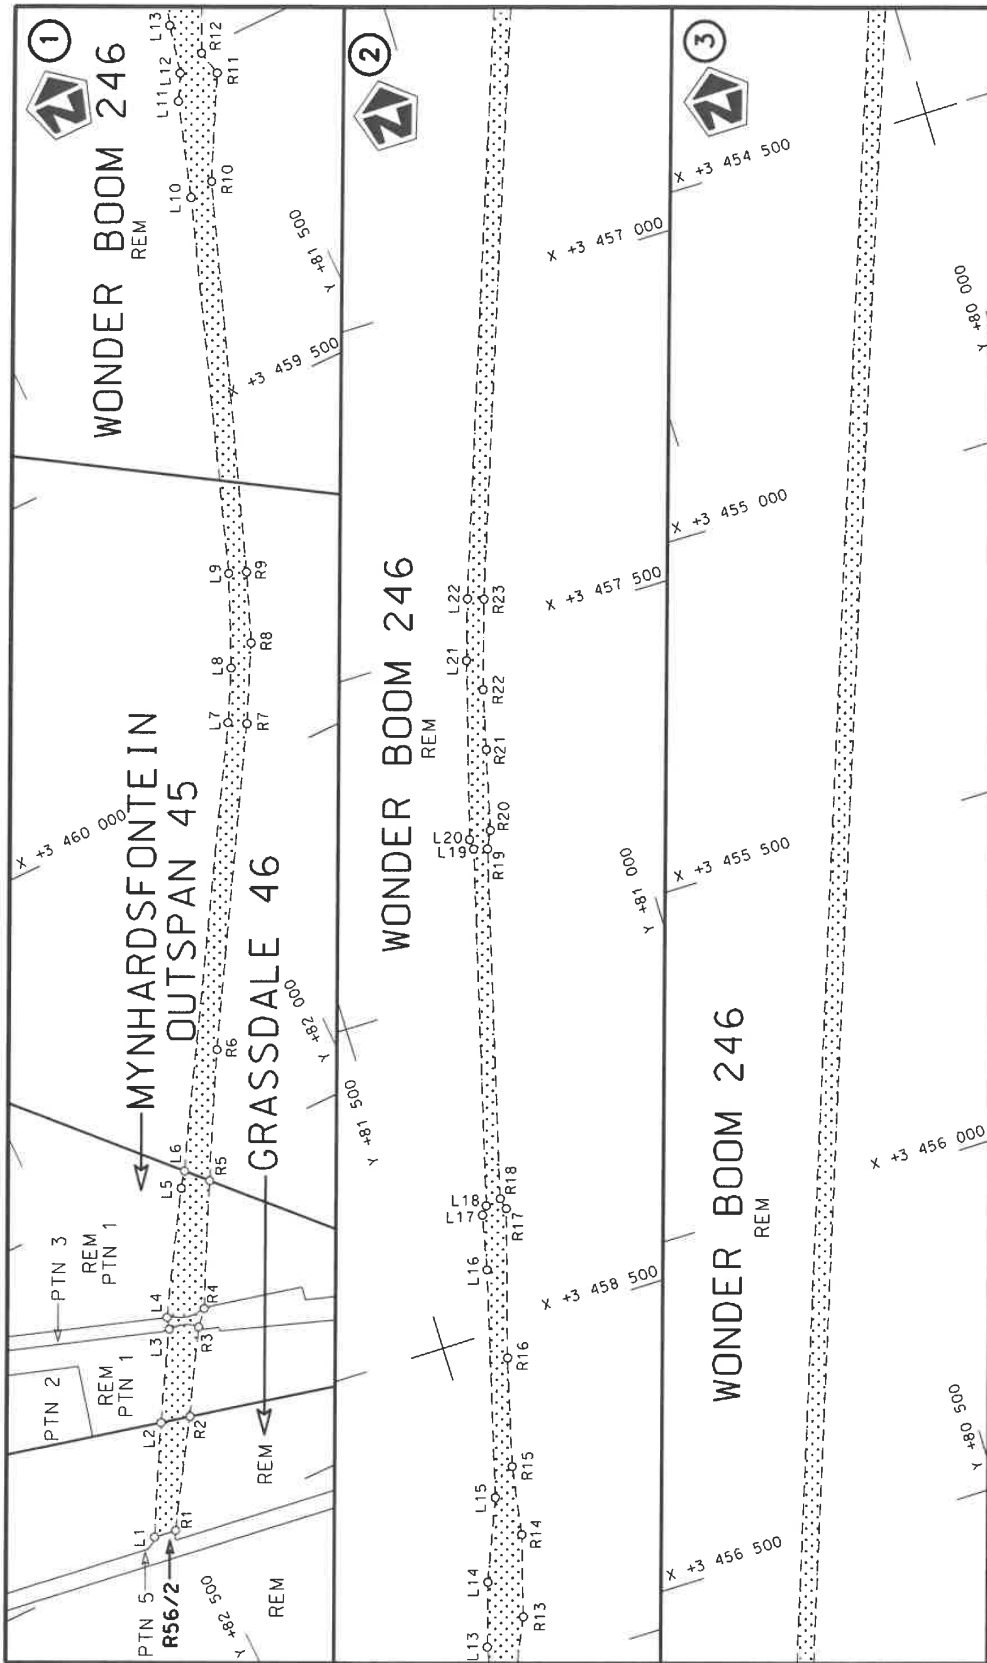 1
WONDER BOOM 246
REM
MYNHARDSFONTEIN
OUTSPAN 45
GRASSDALE 46
REM
REM
PTN 5
R56/2
PTN 2
REM
PTN 1
PTN 3
REM
PTN 1
L1
L2
L3
L4
L5
L6
L7
L8
L9
L10
L11
L12
L13
R1
R2
R3
R4
R5
R6
R7
R8
R9
R10
R11
R12
Y +82 500
X +3 460 000
Y +82 000
X +3 459 500
Y +81 500
2
WONDER BOOM 246
REM
L13
L14
L15
L16
L17
L18
L19
L20
L21
L22
R13
R14
R15
R16
R17
R18
R19
R20
R21
R22
R23
Y +81 500
X +3 458 500
Y +81 000
X +3 457 500
X +3 457 000
3
WONDER BOOM 246
REM
X +3 456 500
Y +80 500
X +3 456 000
X +3 455 500
X +3 455 000
X +3 454 500
Y +80 000